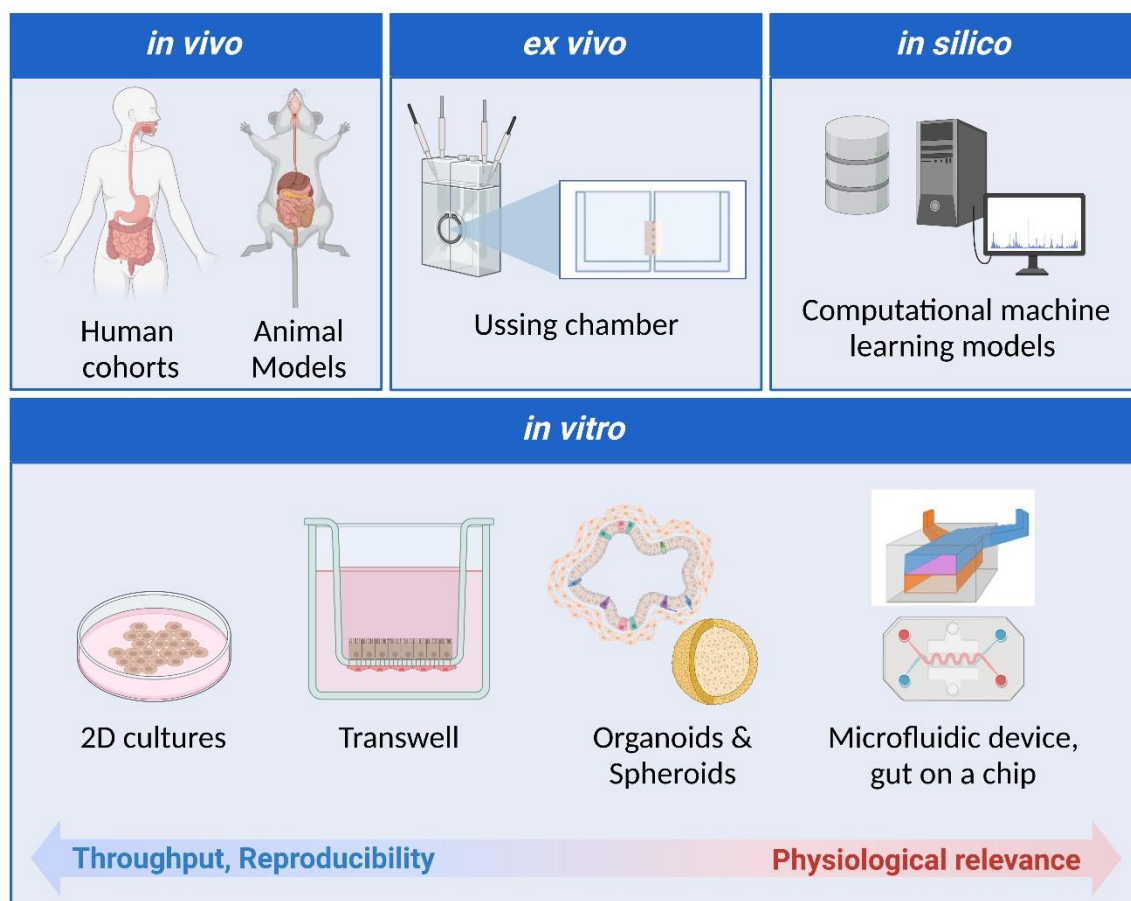 in vivo
ex vivo
in silico
Human
cohorts
Animal
Models
Ussing chamber
Computational machine
learning models
in vitro
2D cultures
Transwell
Organoids &
Spheroids
Microfluidic device,
gut on a chip
Throughput, Reproducibility
Physiological relevance